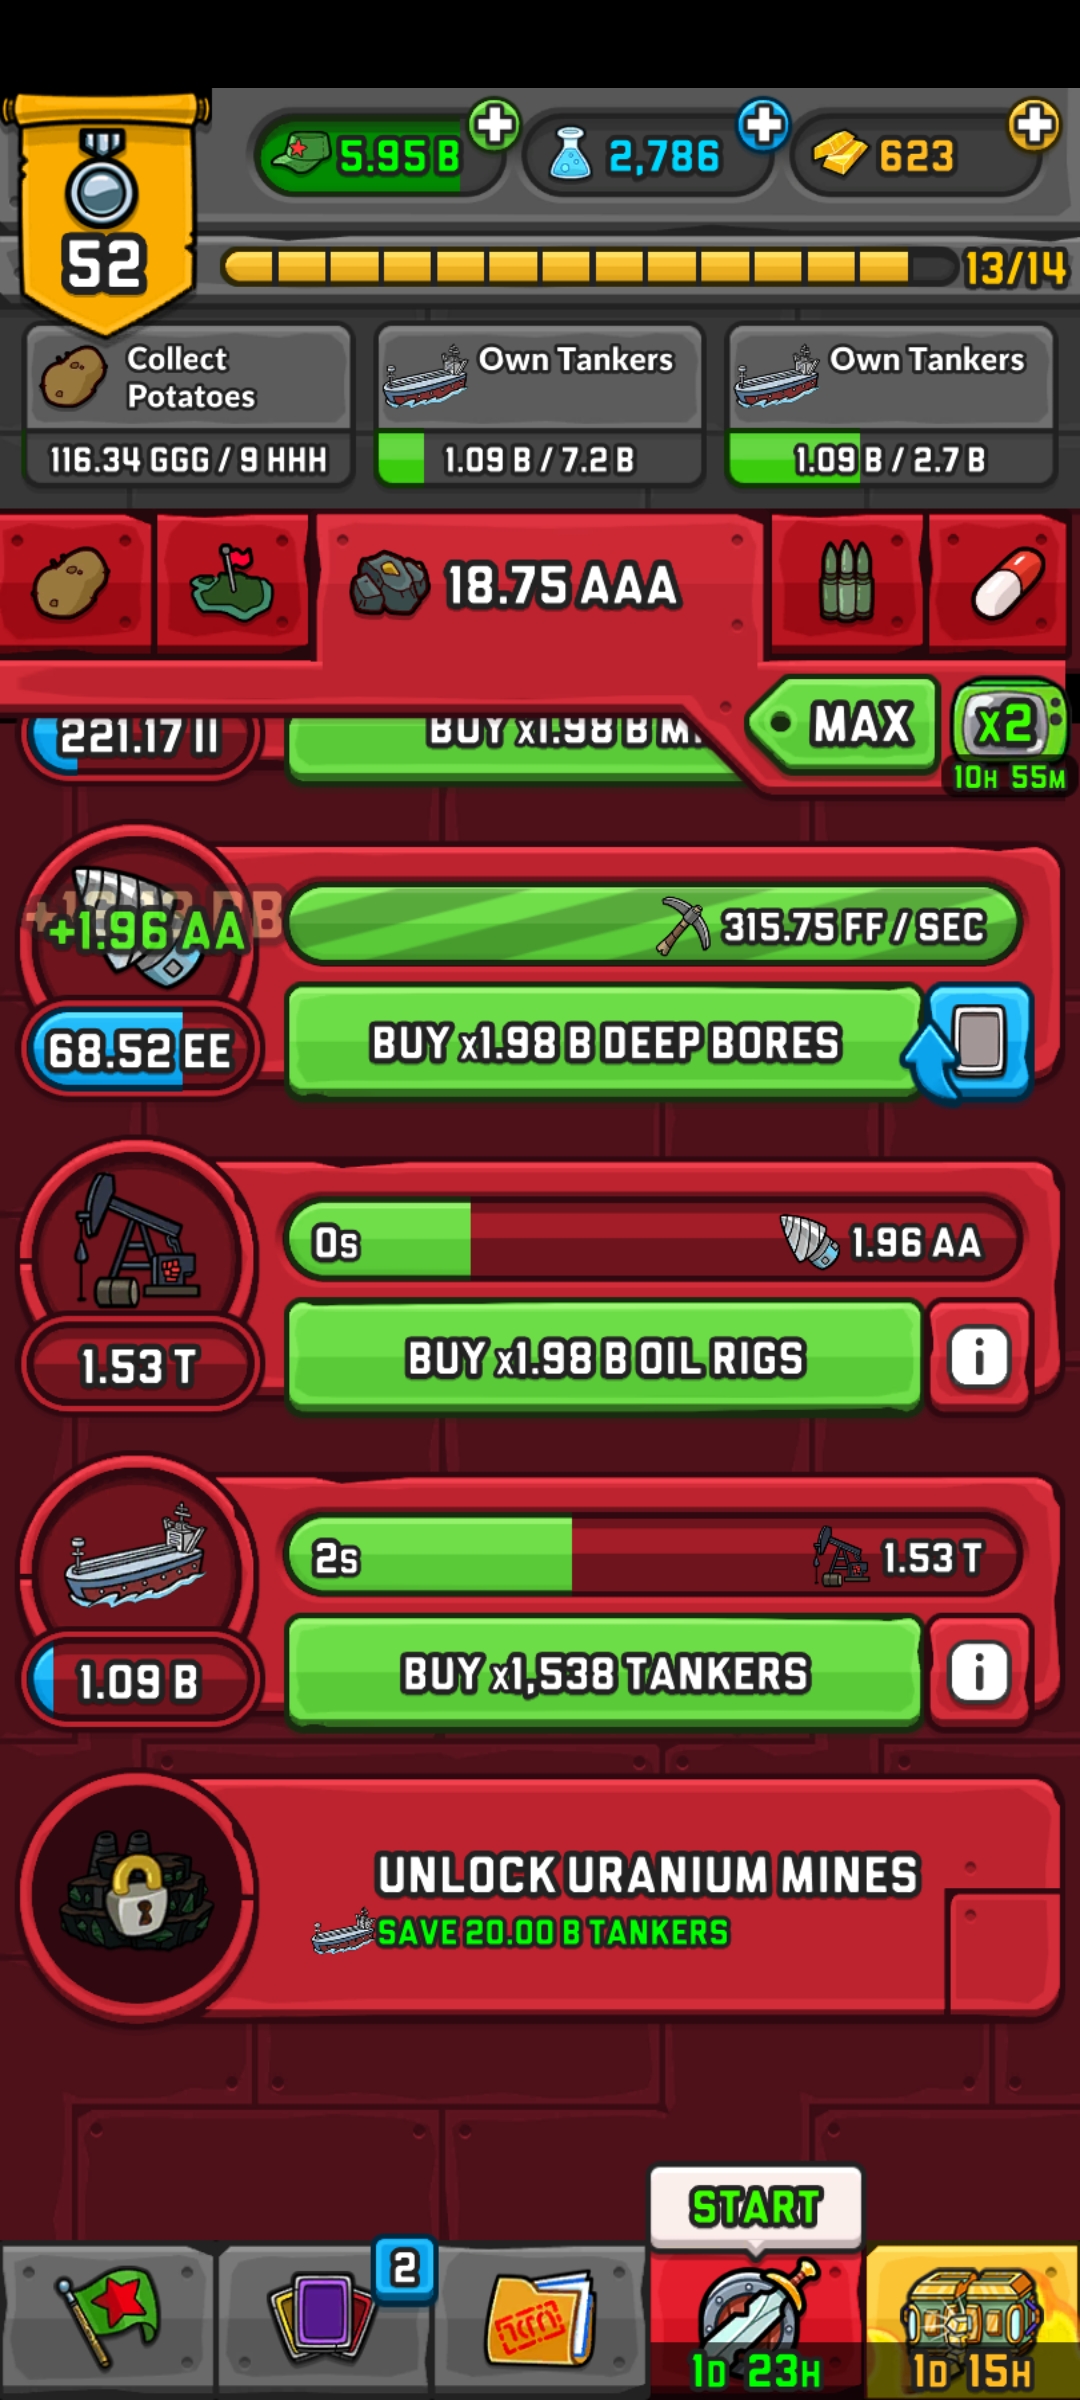 5.95 B
2,786
623
52
13/14
Collect
Potatoes
116.34 GGG / 9 HHH
Own Tankers
1.09 B / 7.2 B
Own Tankers
1.09 B / 2.7 B
18.75 AAA
MAX
x2
10H 55M
221.17 II
BUY x1.98 B M
+1.96 AA
315.75 FF / SEC
68.52 EE
BUY x1.98 B DEEP BORES
0s
1.96 AA
1.53 T
BUY x1.98 B OIL RIGS
i
2s
1.53 T
1.09 B
BUY x1,538 TANKERS
i
UNLOCK URANIUM MINES
SAVE 20.00 B TANKERS
START
2
1D 23H
1D 15H